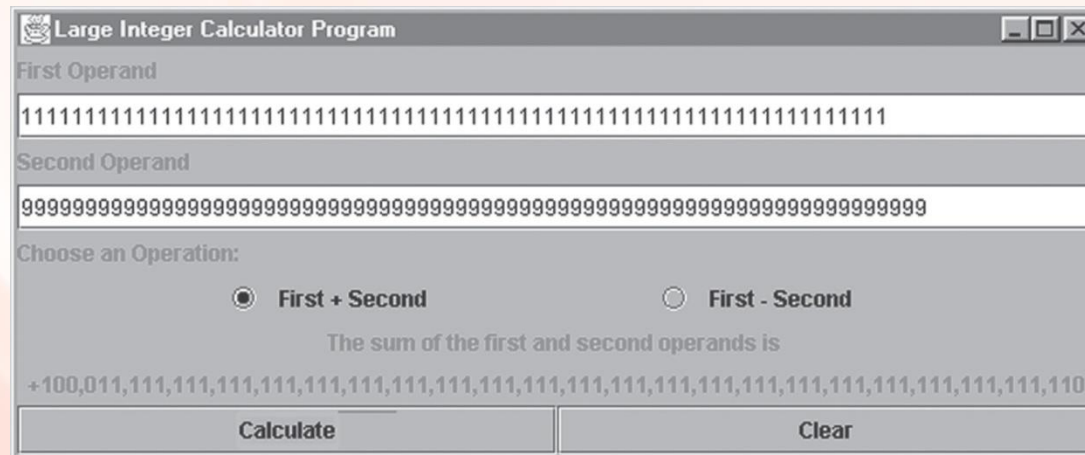 Large Integer Calculator Program
First Operand
11111111111111111111111111111111111111111111111111111111111111111111
Second Operand
99999999999999999999999999999999999999999999999999999999999999999999999
Choose an Operation:
First + Second First - Second
The sum of the first and second operands is
+100,011,111,111,111,111,111,111,111,111,111,111,111,111,111,111,111,111,111,111,111,111,111,110
Calculate Clear